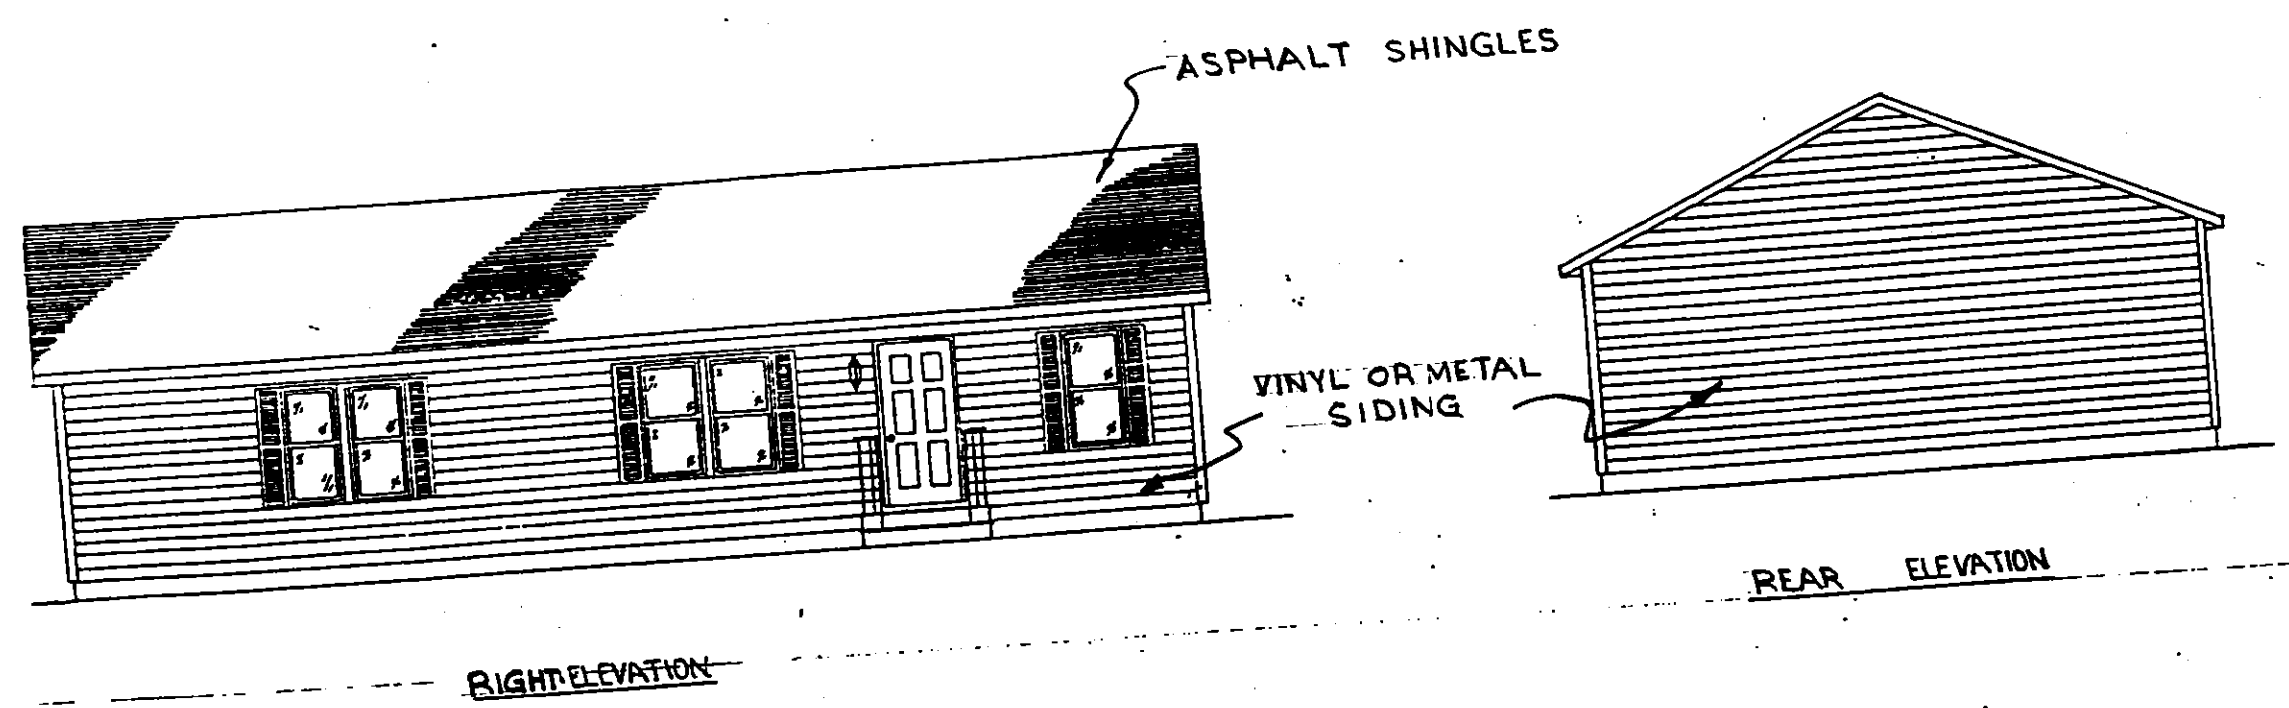 ASPHALT SHINGLES
VINYL OR METAL
SIDING
REAR ELEVATION
RIGHT ELEVATION